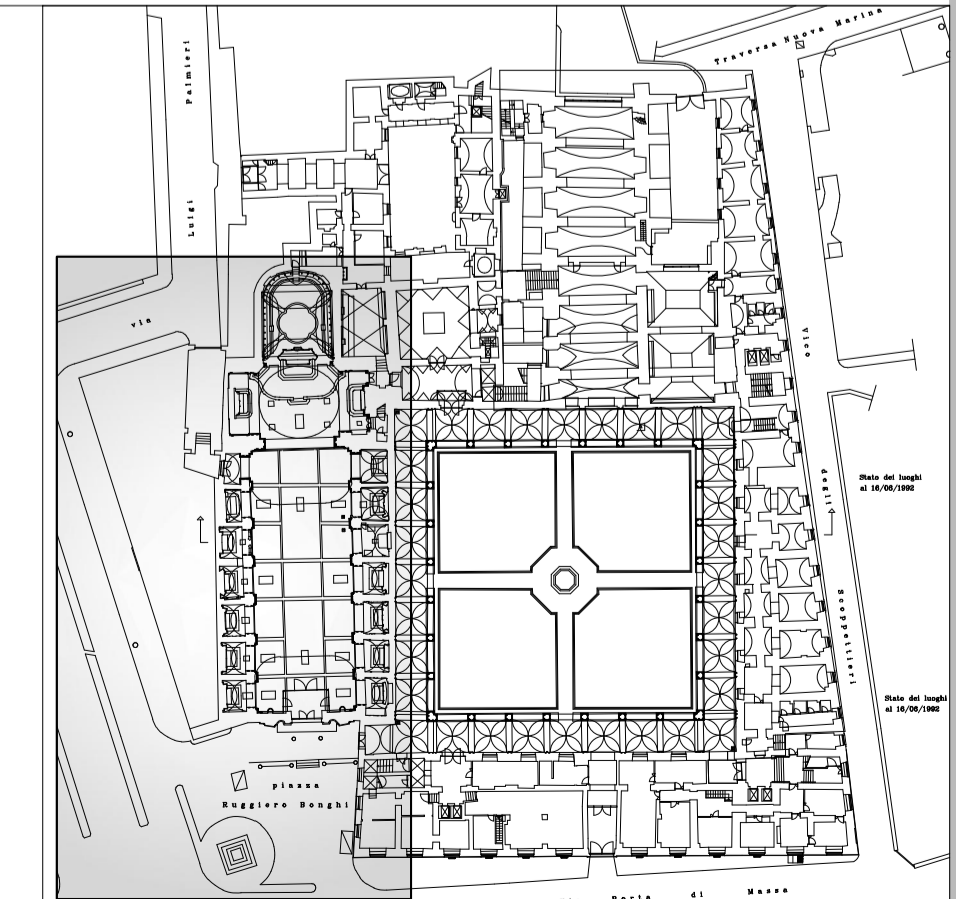 Traversa Nuova Marina
Luigi Palmieri
via
Vico
degli
Scoppettieri
Stato dei luoghi
al 16/06/1992
Stato dei luoghi
al 16/06/1992
piazza
Ruggiero Bonghi
Porta di Massa